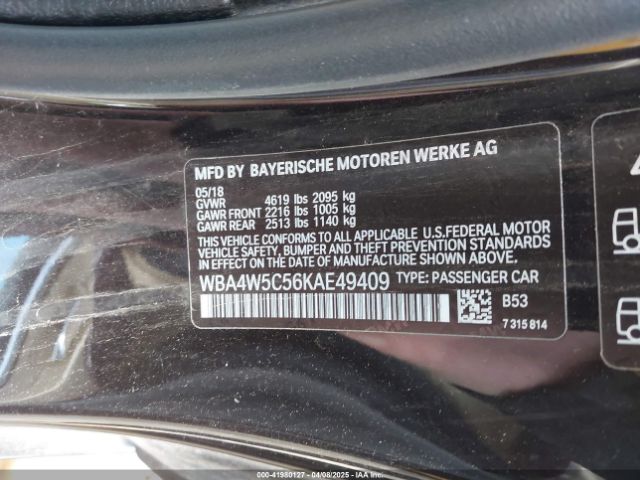 MFD BY BAYERISCHE MOTOREN WERKE AG
05/18
GVWR 4619 lbs 2095 kg
GAWR FRONT 2216 lbs 1005 kg
GAWR REAR 2513 lbs 1140 kg
THIS VEHICLE CONFORMS TO ALL APPLICABLE U.S.FEDERAL MOTOR
VEHICLE SAFETY, BUMPER AND THEFT PREVENTION STANDARDS
IN EFFECT ON THE DATE OF MANUFACTURE SHOWN ABOVE.
WBA4W5C56KAE49409 TYPE: PASSENGER CAR
B53
7 315 814
000-41980127 - 04/08/2025 - IAAI.COM